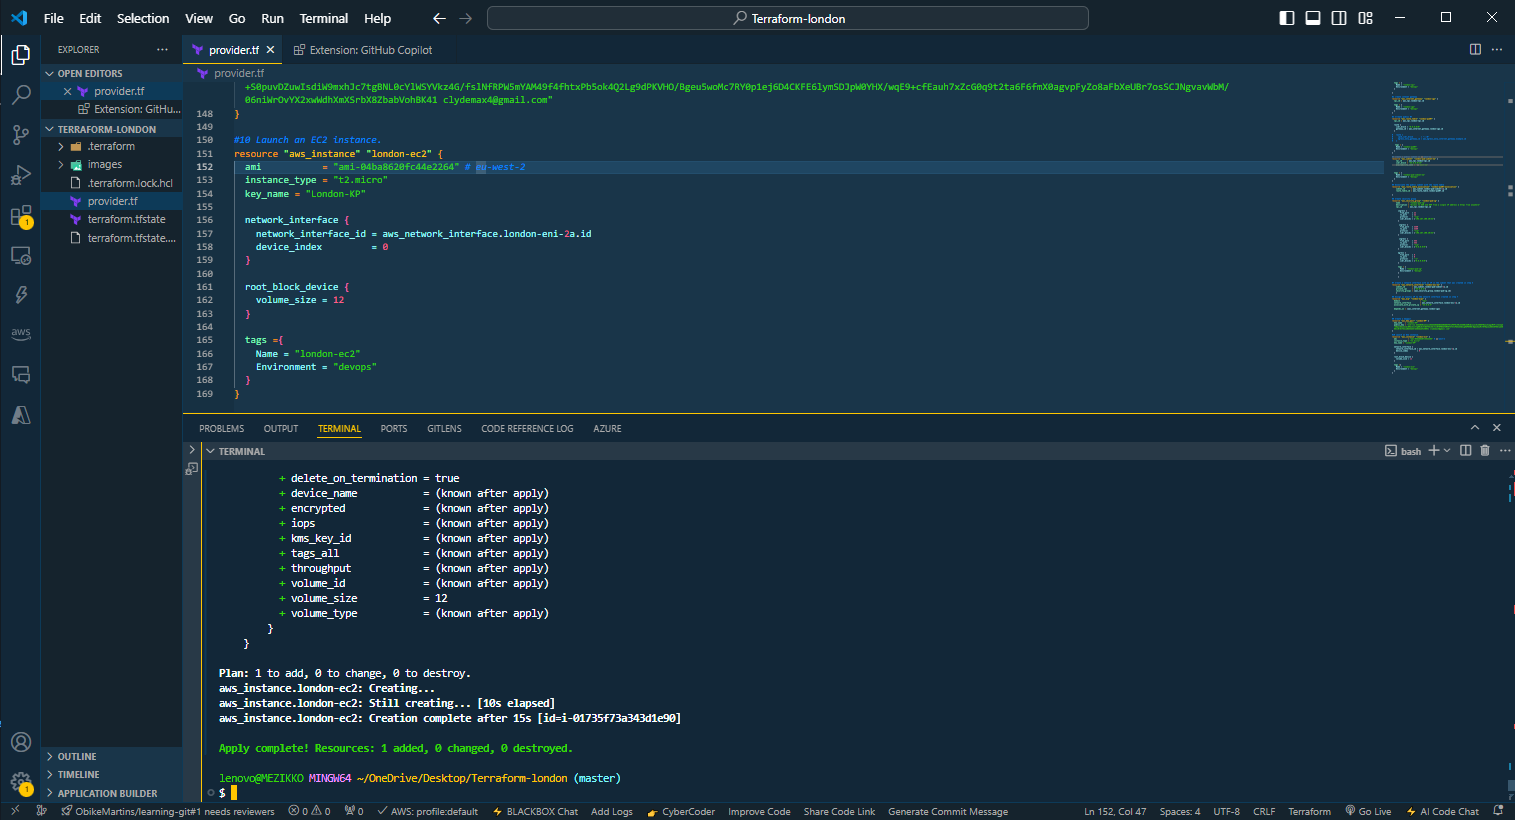 File Edit Selection View Go Run Terminal Help
Terraform-london
EXPLORER
provider.tf
Extension: GitHub Copilot
OPEN EDITORS
provider.tf
Extension: GitHu...
TERRAFORM-LONDON
.terraform
images
.terraform.lock.hcl
provider.tf
terraform.tfstate
terraform.tfstate....
OUTLINE
TIMELINE
APPLICATION BUILDER
provider.tf
148 }
149
150 #10 Launch an EC2 instance.
151 resource "aws_instance" "london-ec2" {
152 ami = "ami-04ba8620fc44e2264" # eu-west-2
153 instance_type = "t2.micro"
154 key_name = "London-KP"
155
156 network_interface {
157 network_interface_id = aws_network_interface.london-eni-2a.id
158 device_index = 0
159 }
160
161 root_block_device {
162 volume_size = 12
163 }
164
165 tags ={
166 Name = "london-ec2"
167 Environment = "devops"
168 }
169 }
PROBLEMS OUTPUT TERMINAL PORTS GITLENS CODE REFERENCE LOG AZURE
TERMINAL
bash
+ delete_on_termination = true
+ device_name = (known after apply)
+ encrypted = (known after apply)
+ iops = (known after apply)
+ kms_key_id = (known after apply)
+ tags_all = (known after apply)
+ throughput = (known after apply)
+ volume_id = (known after apply)
+ volume_size = 12
+ volume_type = (known after apply)
}
}
Plan: 1 to add, 0 to change, 0 to destroy.
aws_instance.london-ec2: Creating...
aws_instance.london-ec2: Still creating... [10s elapsed]
aws_instance.london-ec2: Creation complete after 15s [id=i-01735f73a343d1e90]
Apply complete! Resources: 1 added, 0 changed, 0 destroyed.
lenovo@MEZIKKO MINGW64 ~/OneDrive/Desktop/Terraform-london (master)
$
aws
1
1
ObikeMartins/learning-git#1 needs reviewers 0 0 0 AWS: profile:default BLACKBOX Chat Add Logs CyberCoder Improve Code Share Code Link Generate Commit Message Ln 152, Col 47 Spaces: 4 UTF-8 CRLF Terraform Go Live AI Code Chat